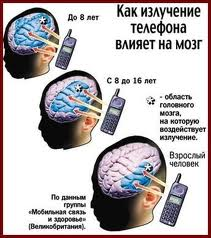 Как излучение
телефона
влияет на мозг
До 8 лет
С 8 до 16 лет
- область
головного
мозга,
на которую
воздействует
излучение.
Взрослый
человек
По данным
группы
«Мобильная связь
и здоровье»
(Великобритания).